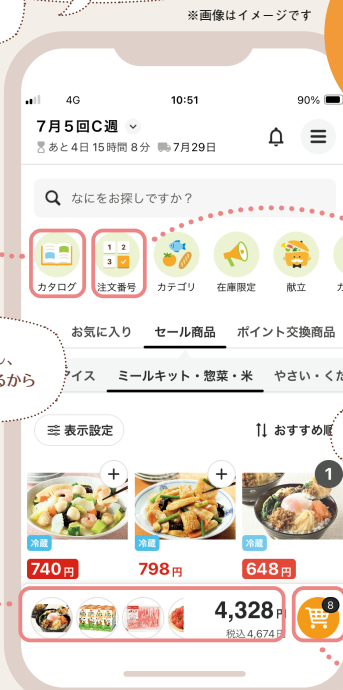 ※画像はイメージです
4G 10:51 90%
7月5回C週
あと4日 15時間 8分 7月29日
なにをお探しですか?
1 2
3
カタログ 注文番号 カテゴリ 在庫限定 献立
お気に入り セール商品 ポイント交換商品
るから
イス ミールキット・惣菜・米 やさい・くだ
表示設定 おすすめ順
1
冷蔵 冷蔵 冷蔵
740円 798円 648円
8
4,328円
税込4,674円